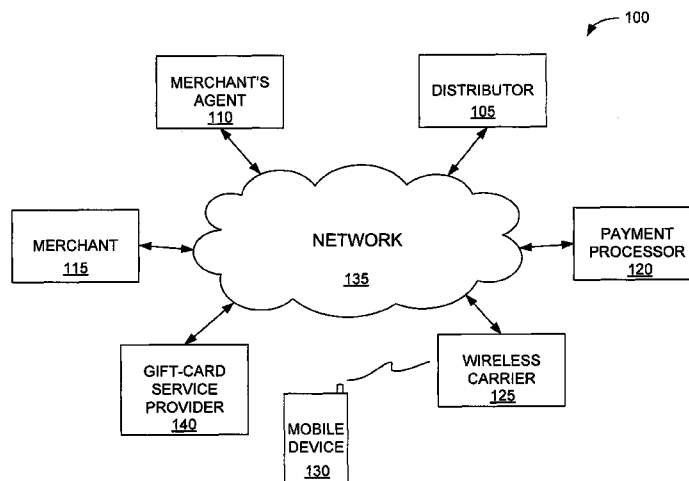 100
MERCHANT'S
AGENT
110
DISTRIBUTOR
105
MERCHANT
115
NETWORK
135
PAYMENT
PROCESSOR
120
GIFT-CARD
SERVICE
PROVIDER
140
WIRELESS
CARRIER
125
MOBILE
DEVICE
130